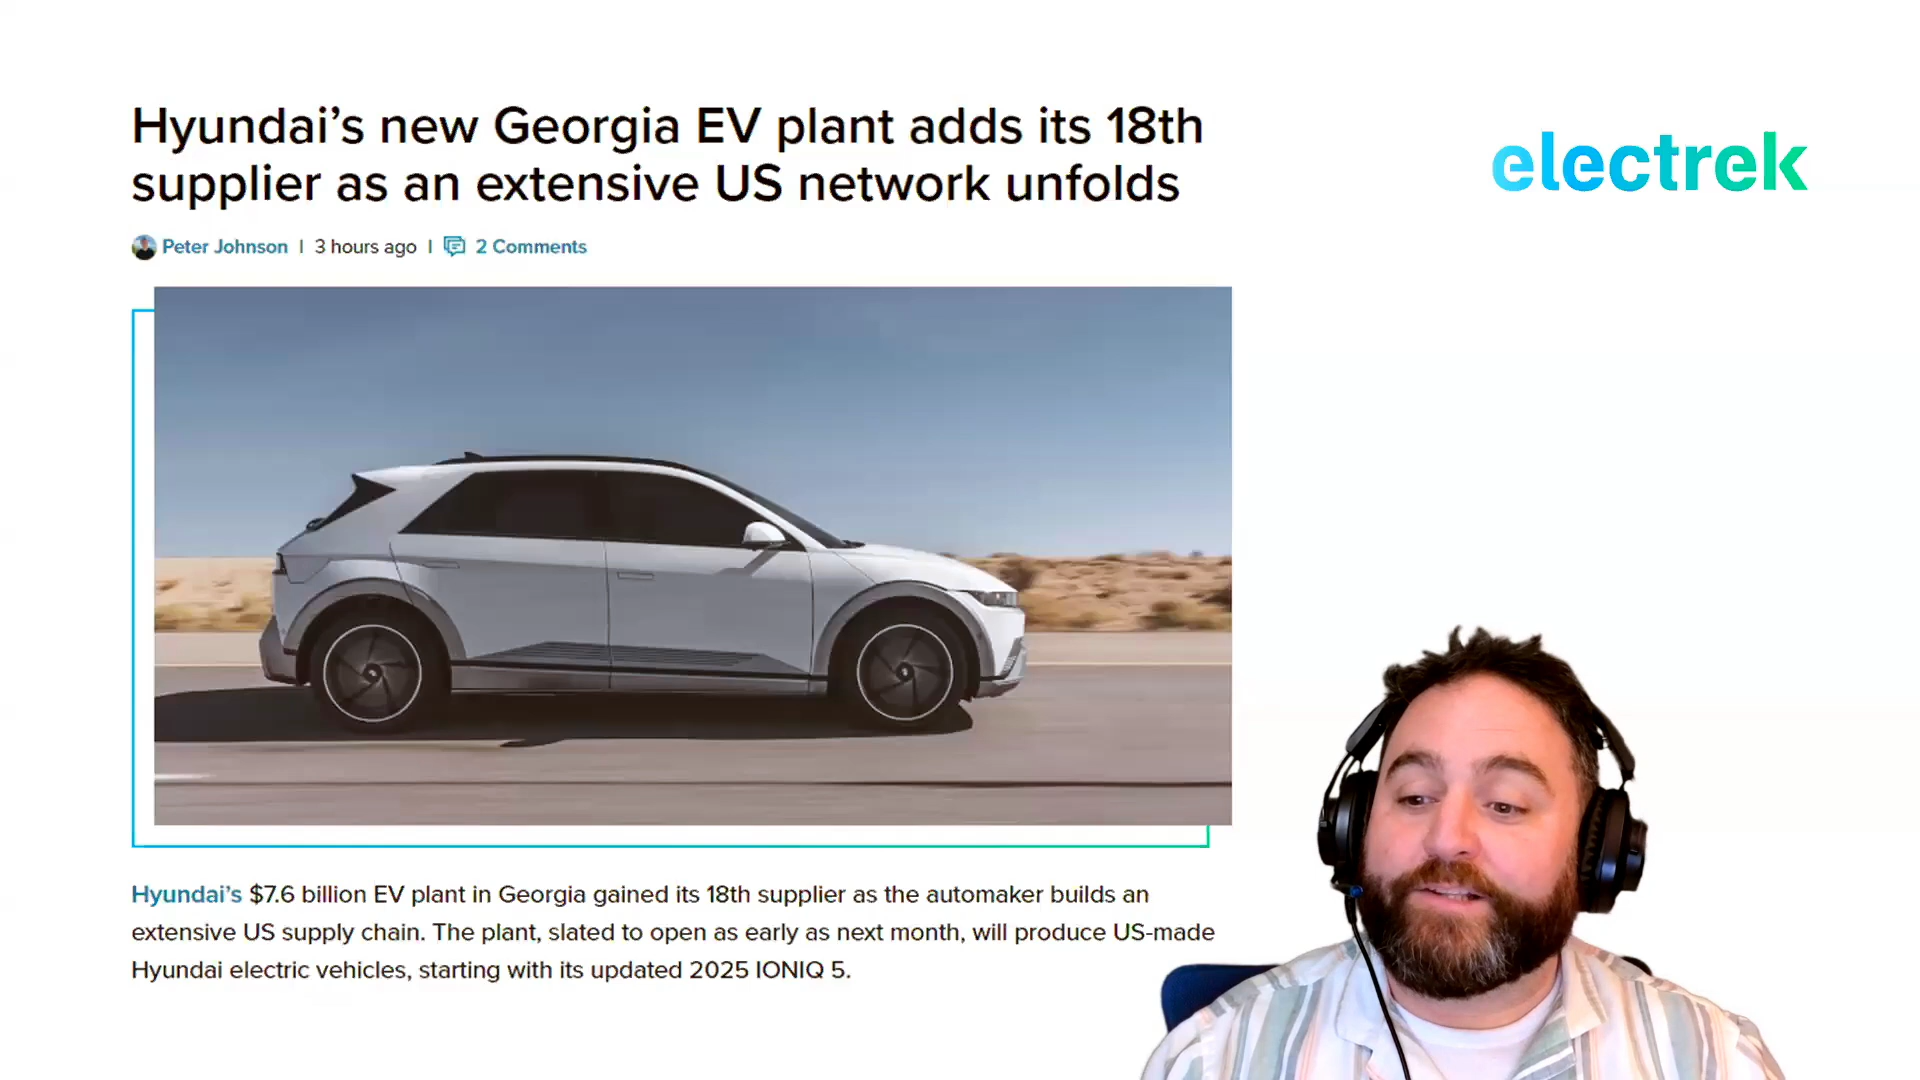 Hyundai’s new Georgia EV plant adds its 18th
supplier as an extensive US network unfolds
electrek
Peter Johnson | 3 hours ago | 2 Comments
Hyundai’s $7.6 billion EV plant in Georgia gained its 18th supplier as the automaker builds an
extensive US supply chain. The plant, slated to open as early as next month, will produce US-made
Hyundai electric vehicles, starting with its updated 2025 IONIQ 5.